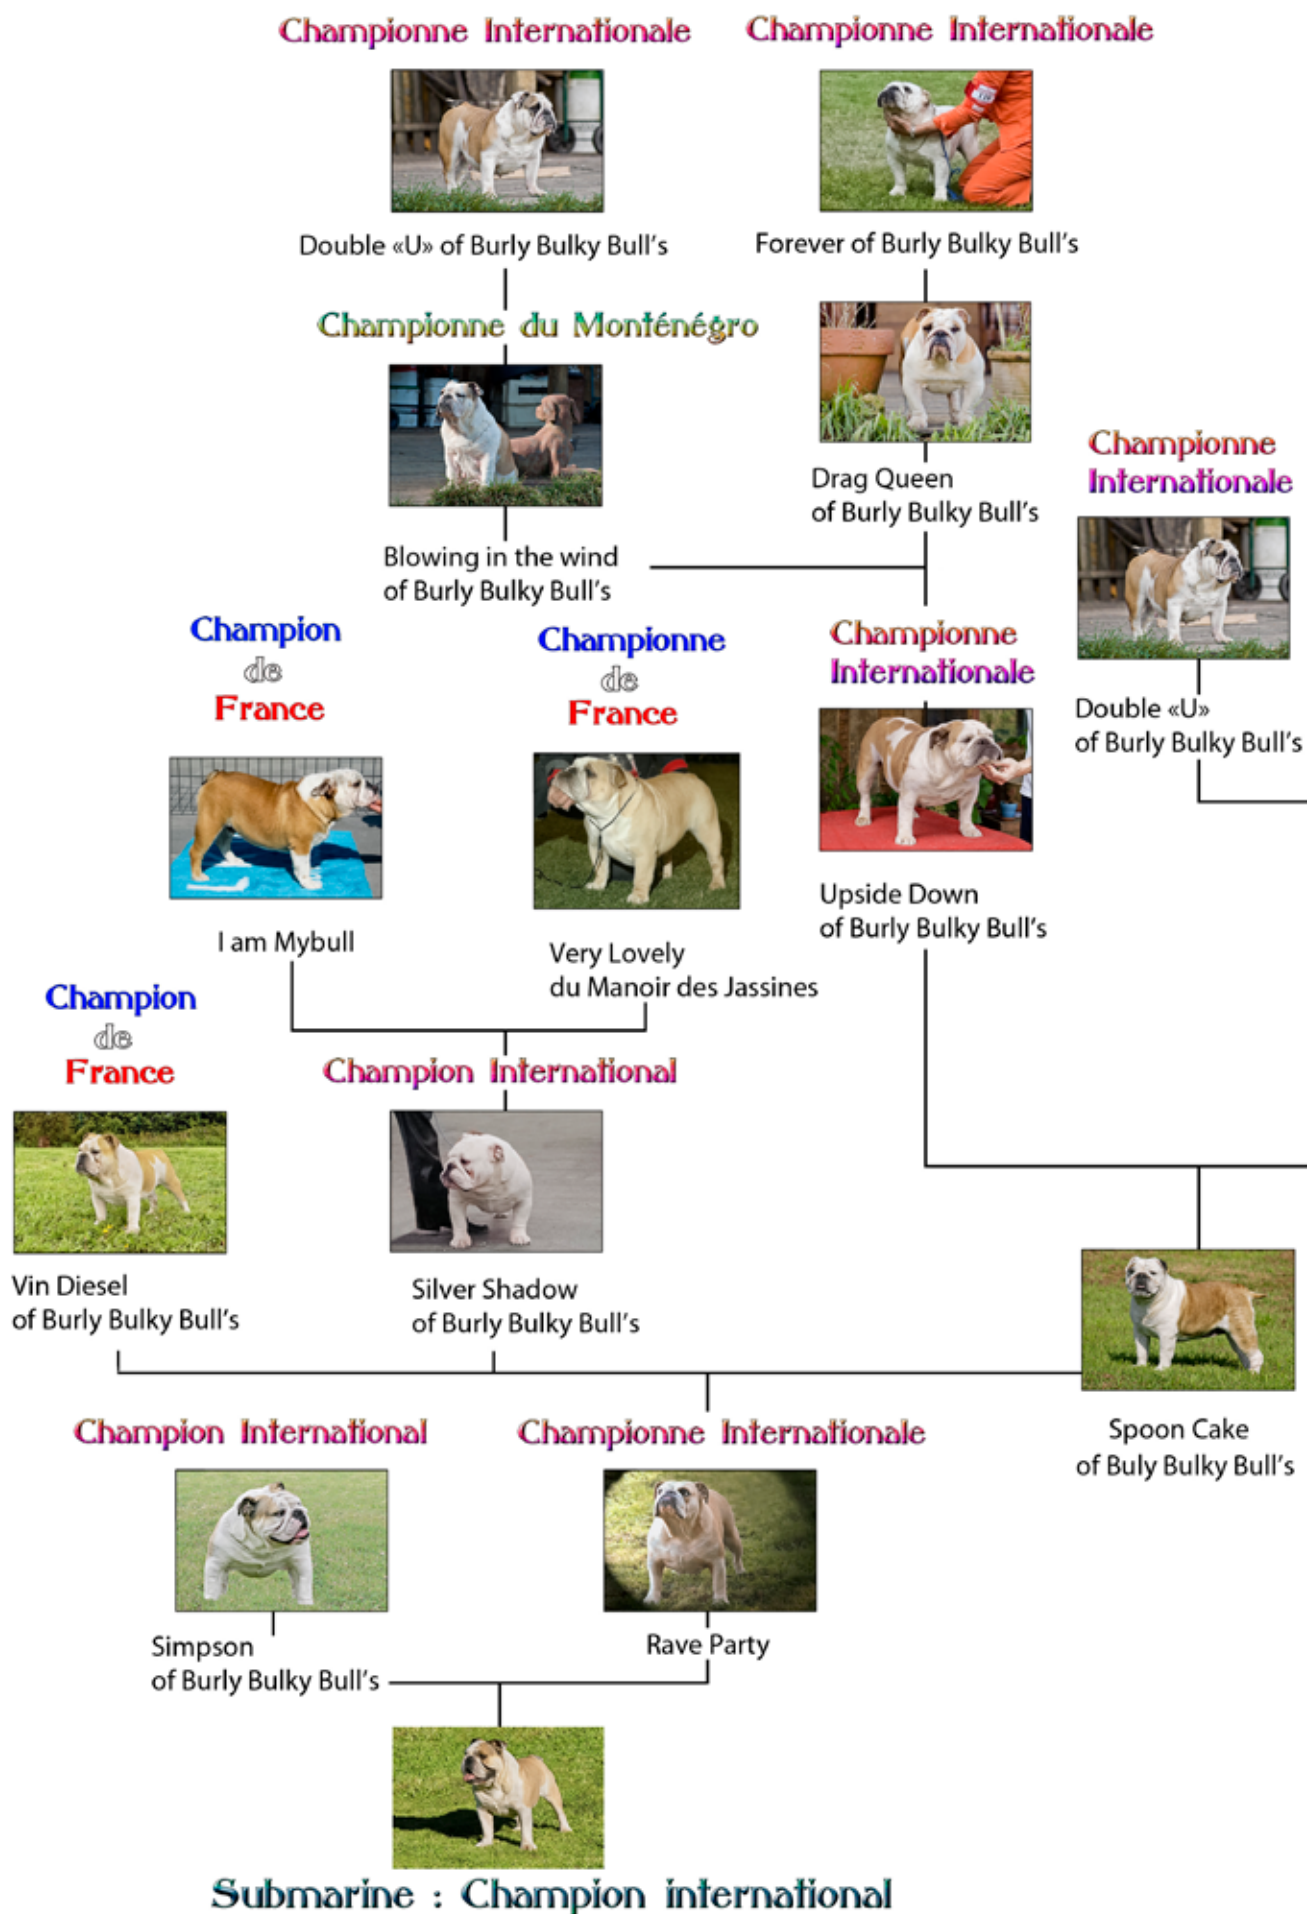 Championne Internationale
Championne Internationale
Double «U» of Burly Bulky Bull's
Forever of Burly Bulky Bull's
Championne du Monténégro
Championne
Internationale
Drag Queen
of Burly Bulky Bull's
Blowing in the wind
of Burly Bulky Bull's
Champion
de
France
Championne
de
France
Championne
Internationale
Double «U»
of Burly Bulky Bull's
Upside Down
of Burly Bulky Bull's
I am Mybull
Very Lovely
du Manoir des Jassines
Champion
de
France
Champion International
Vin Diesel
of Burly Bulky Bull's
Silver Shadow
of Burly Bulky Bull's
Champion International
Championne Internationale
Spoon Cake
of Buly Bulky Bull's
Simpson
of Burly Bulky Bull's
Rave Party
Submarine : Champion international